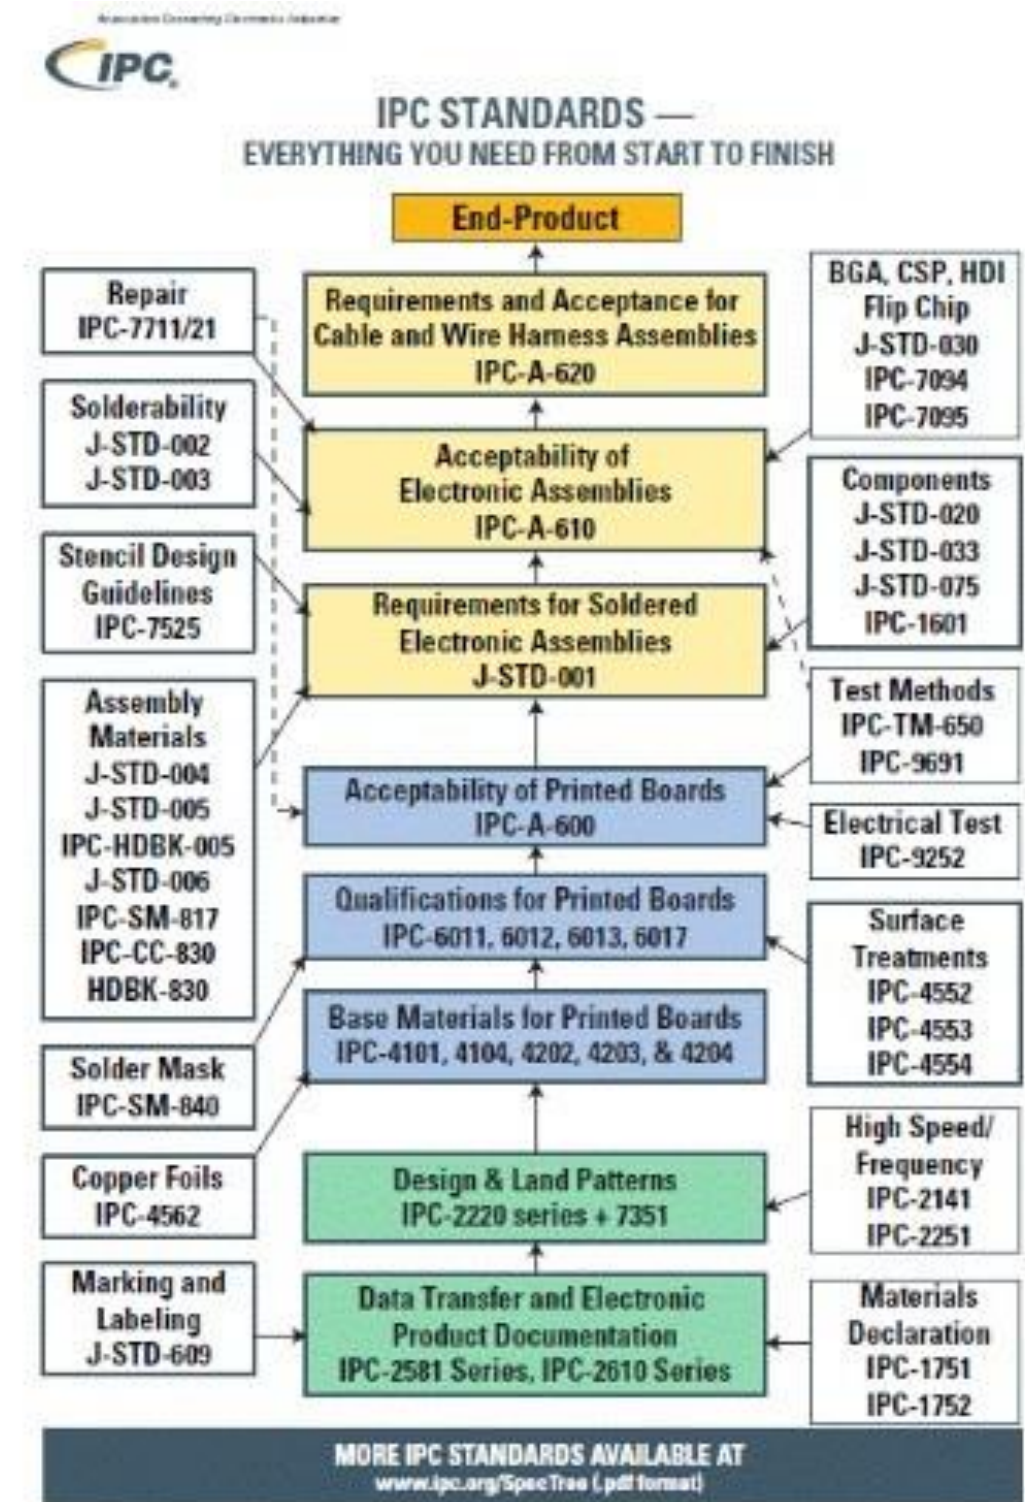 Association Connecting Electronics Industries
IPC
IPC STANDARDS —
EVERYTHING YOU NEED FROM START TO FINISH
End-Product
Repair
IPC-7711/21
Requirements and Acceptance for
Cable and Wire Harness Assemblies
IPC-A-620
BGA, CSP, HDI
Flip Chip
J-STD-030
IPC-7094
IPC-7095
Solderability
J-STD-002
J-STD-003
Acceptability of
Electronic Assemblies
IPC-A-610
Components
J-STD-020
J-STD-033
J-STD-075
IPC-1601
Stencil Design
Guidelines
IPC-7525
Requirements for Soldered
Electronic Assemblies
J-STD-001
Assembly
Materials
J-STD-004
J-STD-005
IPC-HDBK-005
J-STD-006
IPC-SM-817
IPC-CC-830
HDBK-830
Test Methods
IPC-TM-650
IPC-9691
Acceptability of Printed Boards
IPC-A-600
Electrical Test
IPC-9252
Qualifications for Printed Boards
IPC-6011, 6012, 6013, 6017
Surface
Treatments
IPC-4552
IPC-4553
IPC-4554
Base Materials for Printed Boards
IPC-4101, 4104, 4202, 4203, & 4204
Solder Mask
IPC-SM-840
Copper Foils
IPC-4562
Design & Land Patterns
IPC-2220 series + 7351
High Speed/
Frequency
IPC-2141
IPC-2251
Marking and
Labeling
J-STD-609
Data Transfer and Electronic
Product Documentation
IPC-2581 Series, IPC-2610 Series
Materials
Declaration
IPC-1751
IPC-1752
MORE IPC STANDARDS AVAILABLE AT
www.ipc.org/SpecTree (.pdf format)